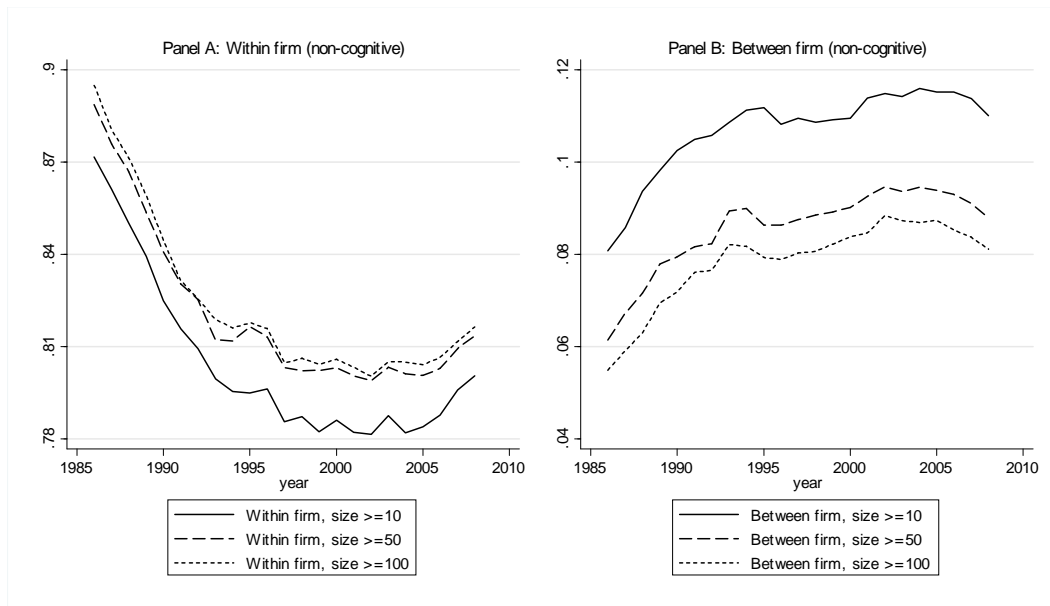 Panel A: Within firm (non-cognitive)
.9
.87
.84
.81
.78
1985 1990 1995 2000 2005 2010
year
Within firm, size >=10
Within firm, size >=50
Within firm, size >=100
Panel B: Between firm (non-cognitive)
.12
.1
.08
.06
.04
1985 1990 1995 2000 2005 2010
year
Between firm, size >=10
Between firm, size >=50
Between firm, size >=100